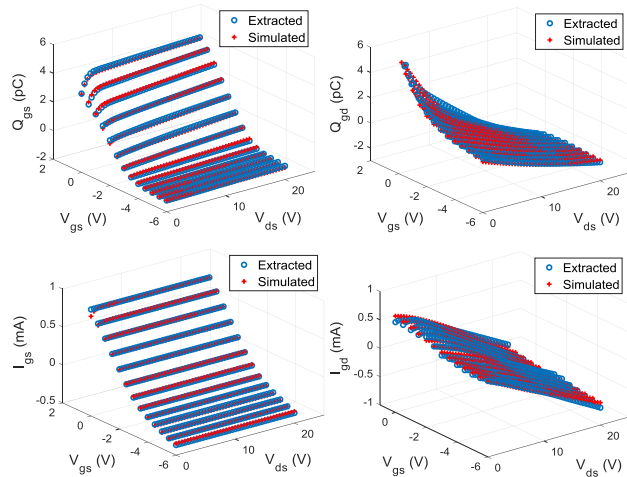 Extracted
Simulated
6
4
2
0
-2
Q_gs (pC)
2
0
-2
-4
-6
V_gs (V)
0
10
20
V_ds (V)
Extracted
Simulated
6
4
2
0
-2
Q_gd (pC)
2
0
-2
-4
-6
V_gs (V)
0
10
20
V_ds (V)
Extracted
Simulated
1
0.5
0
-0.5
I_gs (mA)
2
0
-2
-4
-6
V_gs (V)
0
10
20
V_ds (V)
Extracted
Simulated
1
0.5
0
-0.5
-1
I_gd (mA)
0
-2
-4
-6
V_gs (V)
0
10
20
V_ds (V)